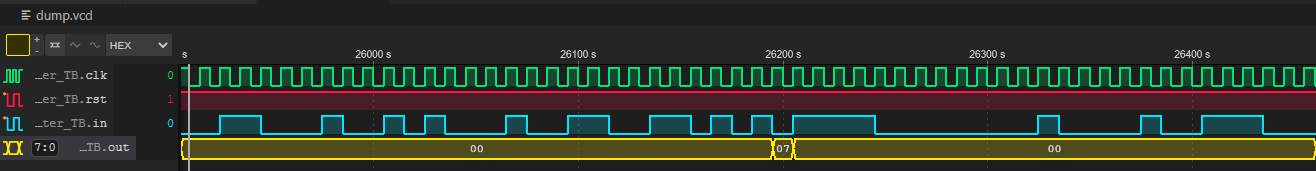 dump.vcd
+
-
HEX
s 26000 s 26100 s 26200 s 26300 s 26400 s
…er_TB.clk 0
…er_TB.rst 1
…ter_TB.in 0
7:0 …TB.out 00 07 00